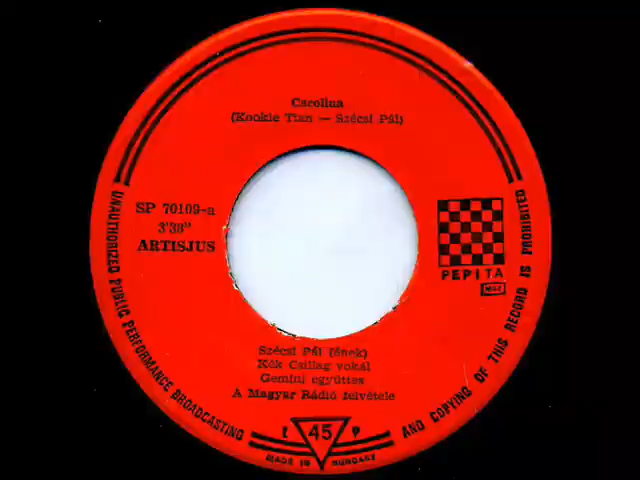 Carolina
(Kookie Tian — Szécsi Pál)
SP 70109-a
3'38"
ARTISJUS
PEPITA
Szécsi Pál (ének)
Kék Csillag vokál
Gemini együttes
A Magyar Rádió felvétele
UNAUTHORIZED PUBLIC PERFORMANCE BROADCASTING AND COPYING OF THIS RECORD IS PROHIBITED
L 45 P
MADE IN HUNGARY